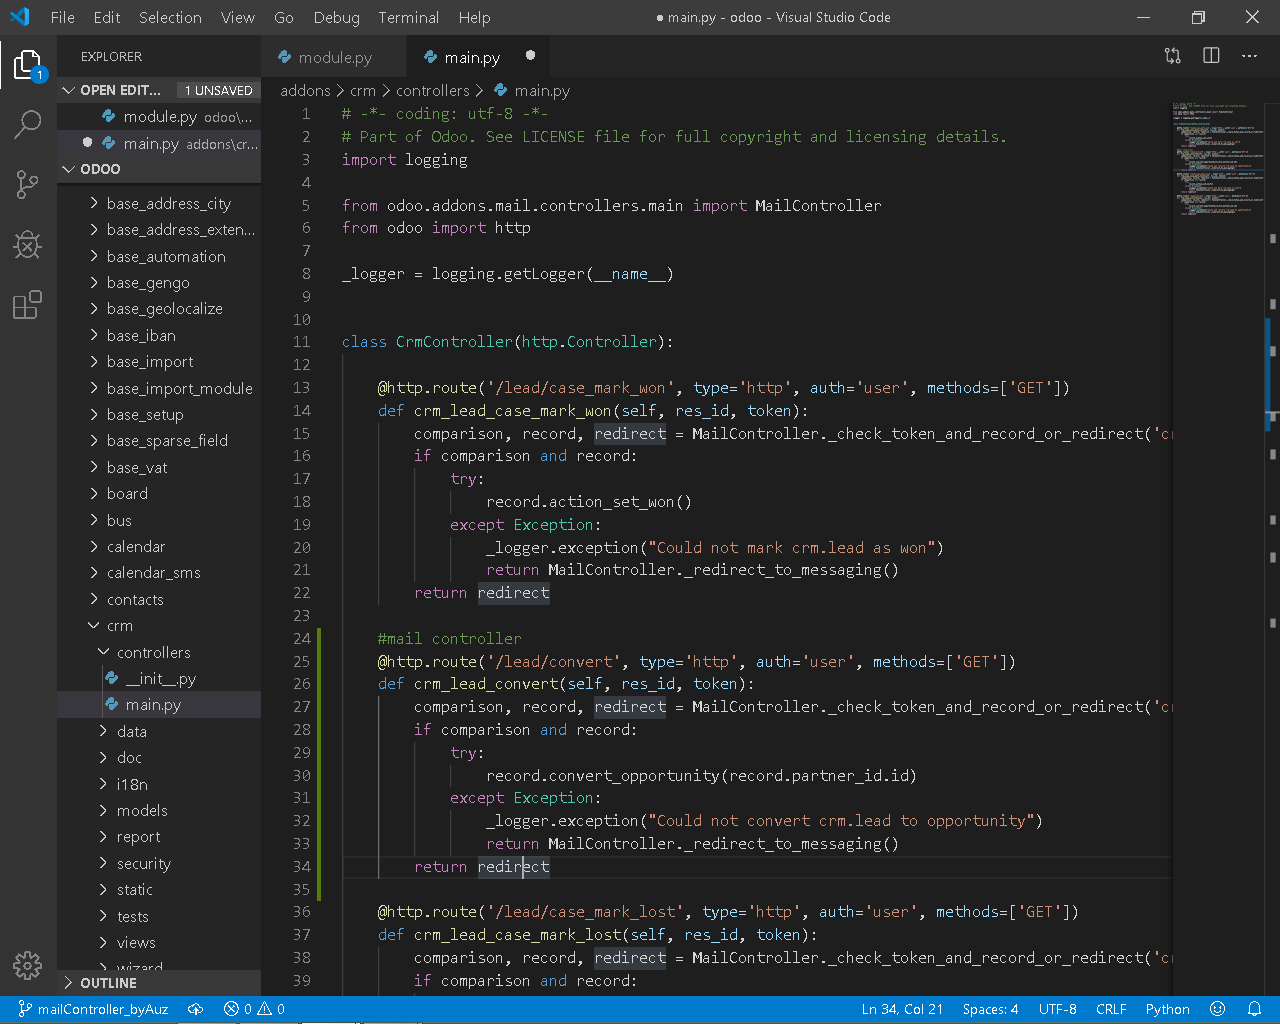 File Edit Selection View Go Debug Terminal Help
● main.py - odoo - Visual Studio Code
EXPLORER
module.py
main.py
OPEN EDIT... 1 UNSAVED
module.py odoo\...
main.py addons\cr...
ODOO
base_address_city
base_address_exten...
base_automation
base_gengo
base_geolocalize
base_iban
base_import
base_import_module
base_setup
base_sparse_field
base_vat
board
bus
calendar
calendar_sms
contacts
crm
controllers
__init__.py
main.py
data
doc
i18n
models
report
security
static
tests
views
wizard
OUTLINE
addons > crm > controllers > main.py
1 # -*- coding: utf-8 -*-
2 # Part of Odoo. See LICENSE file for full copyright and licensing details.
3 import logging
4
5 from odoo.addons.mail.controllers.main import MailController
6 from odoo import http
7
8 _logger = logging.getLogger(__name__)
9
10
11 class CrmController(http.Controller):
12
13 @http.route('/lead/case_mark_won', type='http', auth='user', methods=['GET'])
14 def crm_lead_case_mark_won(self, res_id, token):
15 comparison, record, redirect = MailController._check_token_and_record_or_redirect('cr
16 if comparison and record:
17 try:
18 record.action_set_won()
19 except Exception:
20 _logger.exception("Could not mark crm.lead as won")
21 return MailController._redirect_to_messaging()
22 return redirect
23
24 #mail controller
25 @http.route('/lead/convert', type='http', auth='user', methods=['GET'])
26 def crm_lead_convert(self, res_id, token):
27 comparison, record, redirect = MailController._check_token_and_record_or_redirect('cr
28 if comparison and record:
29 try:
30 record.convert_opportunity(record.partner_id.id)
31 except Exception:
32 _logger.exception("Could not convert crm.lead to opportunity")
33 return MailController._redirect_to_messaging()
34 return redirect
35
36 @http.route('/lead/case_mark_lost', type='http', auth='user', methods=['GET'])
37 def crm_lead_case_mark_lost(self, res_id, token):
38 comparison, record, redirect = MailController._check_token_and_record_or_redirect('cr
39 if comparison and record:
1
mailController_byAuz 0 0 Ln 34, Col 21 Spaces: 4 UTF-8 CRLF Python